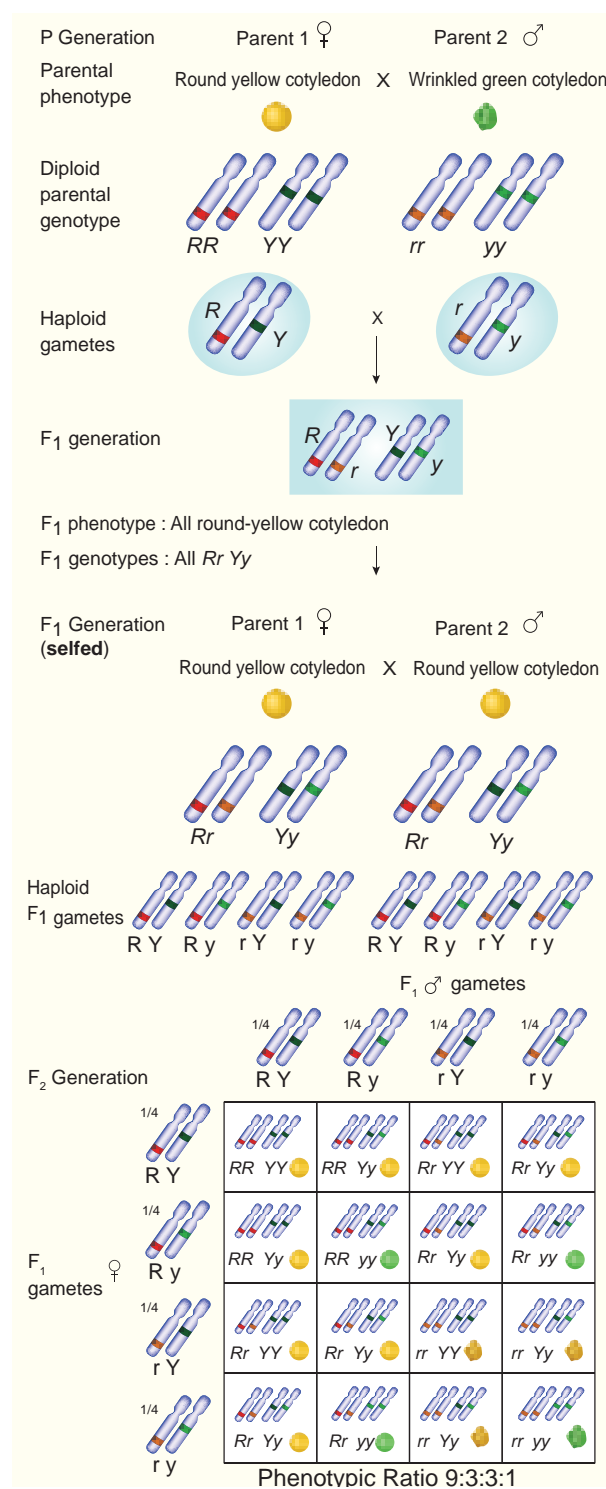 P Generation Parent 1 ♀ Parent 2 ♂
Parental phenotype Round yellow cotyledon X Wrinkled green cotyledon
Diploid parental genotype
RR YY rr yy
Haploid gametes
R Y X r y
F1 generation
R r Y y
F1 phenotype : All round-yellow cotyledon
F1 genotypes : All Rr Yy
F1 Generation Parent 1 ♀ Parent 2 ♂
(selfed)
Round yellow cotyledon X Round yellow cotyledon
Rr Yy Rr Yy
Haploid
F1 gametes
R Y R y r Y r y R Y R y r Y r y
F1 ♂ gametes
1/4 1/4 1/4 1/4
R Y R y r Y r y
F2 Generation
1/4
R Y
RR YY RR Yy Rr YY Rr Yy
1/4
R y
RR Yy RR yy Rr Yy Rr yy
F1 gametes ♀
1/4
r Y
Rr YY Rr Yy rr YY rr Yy
1/4
r y
Rr Yy Rr yy rr Yy rr yy
Phenotypic Ratio 9:3:3:1